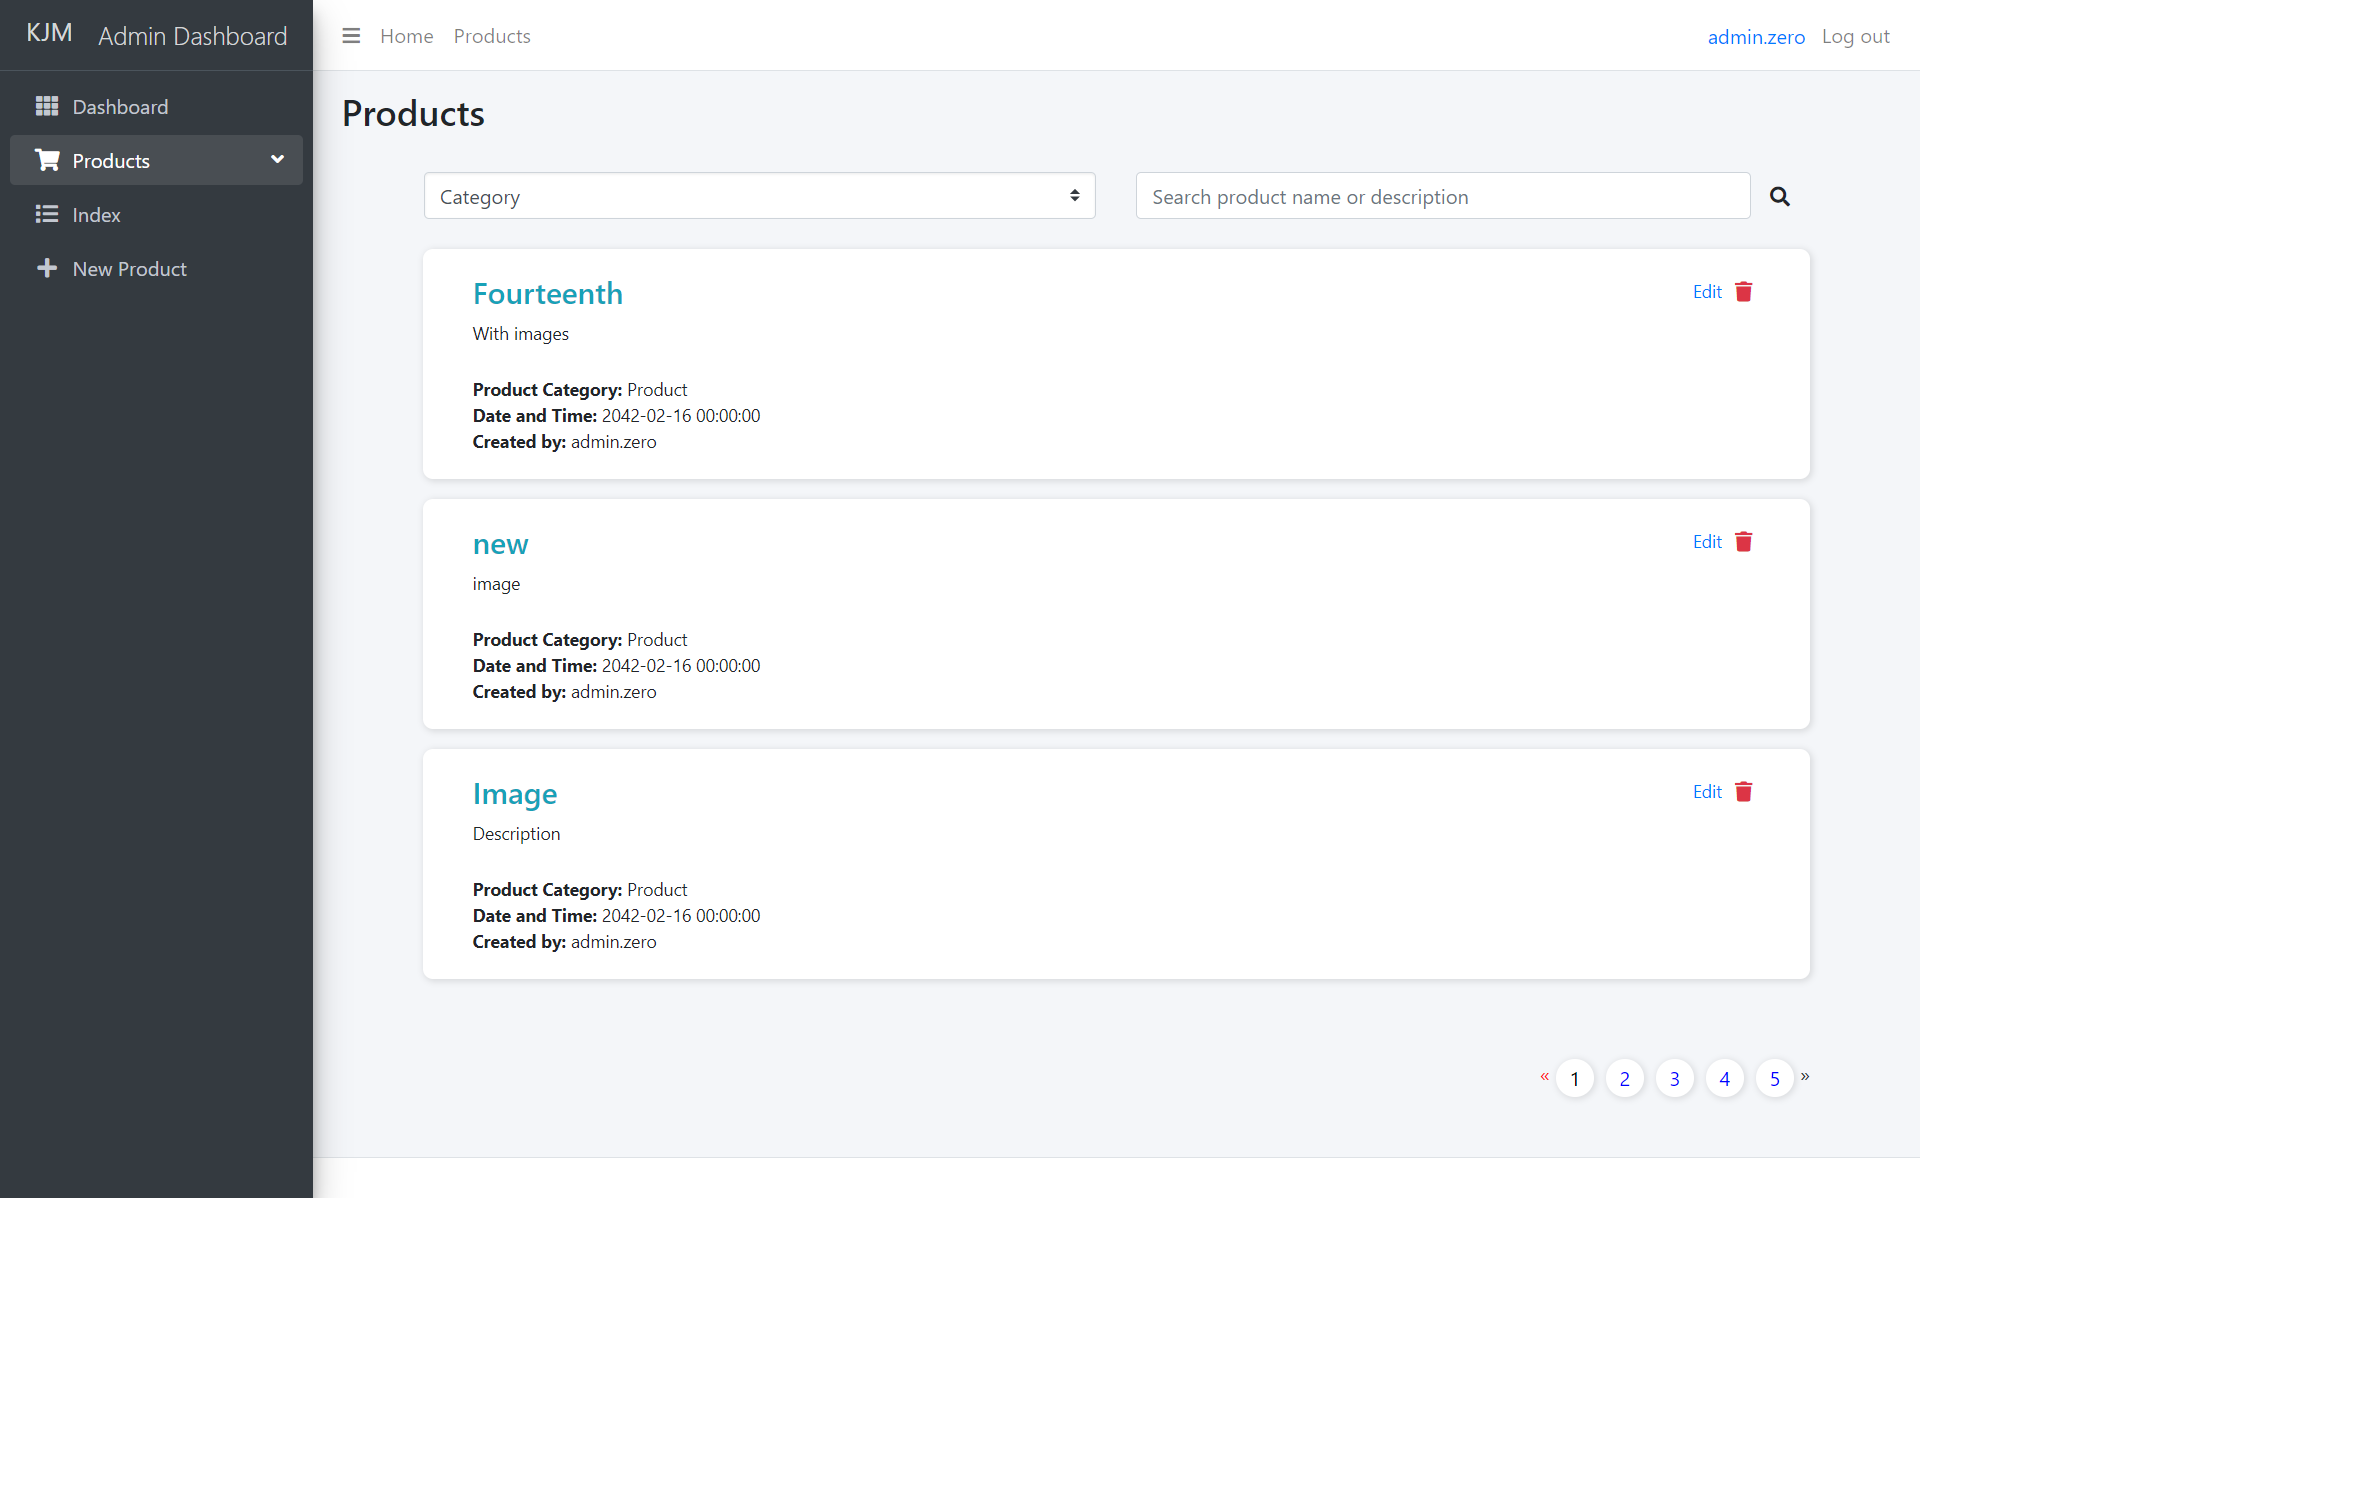 KJM Admin Dashboard
Home Products admin.zero Log out
Dashboard
Products
Index
New Product
Products
Category Search product name or description
Fourteenth Edit
With images
Product Category: Product
Date and Time: 2042-02-16 00:00:00
Created by: admin.zero
new Edit
image
Product Category: Product
Date and Time: 2042-02-16 00:00:00
Created by: admin.zero
Image Edit
Description
Product Category: Product
Date and Time: 2042-02-16 00:00:00
Created by: admin.zero
« 1 2 3 4 5 »